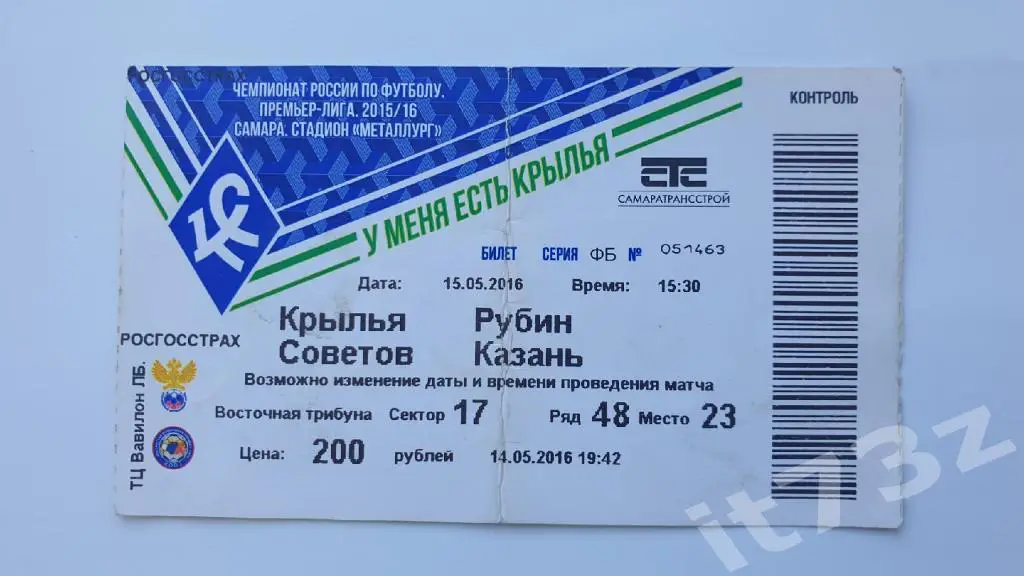 РОСГОССТРАХ
ЧЕМПИОНАТ РОССИИ ПО ФУТБОЛУ.
ПРЕМЬЕР-ЛИГА. 2015/16
САМАРА. СТАДИОН «МЕТАЛЛУРГ»
КОНТРОЛЬ
У МЕНЯ ЕСТЬ КРЫЛЬЯ
СТС
САМАРАТРАНССТРОЙ
КС
БИЛЕТ СЕРИЯ ФБ № 051463
Дата: 15.05.2016 Время: 15:30
Крылья Рубин
Советов Казань
РОСГОССТРАХ
Возможно изменение даты и времени проведения матча
Восточная трибуна Сектор 17 Ряд 48 Место 23
Цена: 200 рублей 14.05.2016 19:42
ТЦ Вавилон ЛБ.
it73z